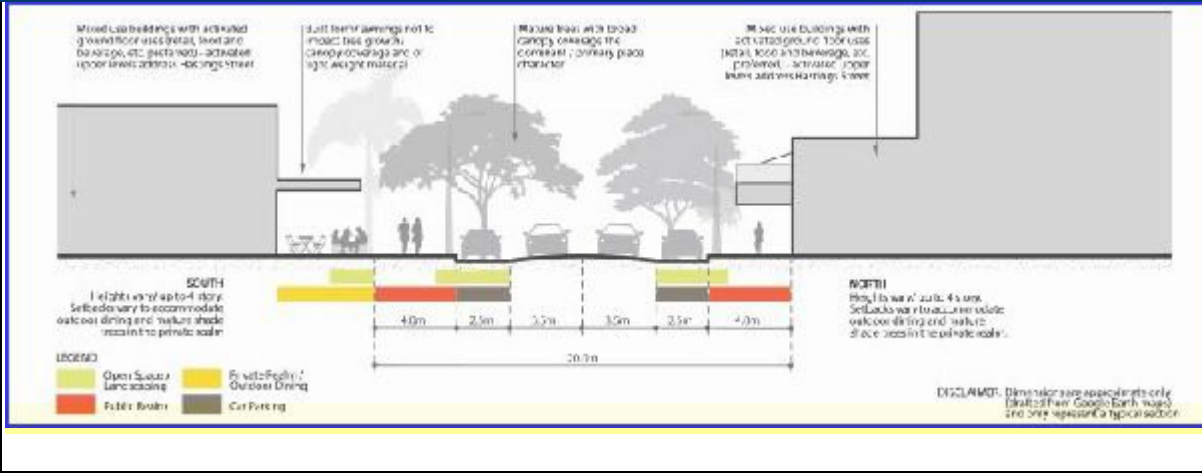 Mixed use buildings with activated
ground floor uses (retail, food and
beverage, etc. preferred) - activated
upper levels address Hastings Street
Built form / awnings not to
impact tree growth /
canopy coverage and of
light weight material
Mature trees with broad
canopy coverage the
dominant / primary place
character
Mixed use buildings with
activated ground floor uses
(retail, food and beverage, etc.
preferred) - activated upper
levels address Hastings Street
SOUTH
Heights vary / up to 4 story.
Setbacks vary to accommodate
outdoor dining and mature shade
trees in the private realm
NORTH
Heights vary / up to 4 story.
Setbacks vary to accommodate
outdoor dining and mature
shade trees in the private realm.
4.0m 2.5m 3.5m 3.5m 2.5m 4.0m
20.0m
LEGEND
Open Space /
Landscaping
Private Realm /
Outdoor Dining
Public Realm
Car Parking
DISCLAIMER: Dimensions are approximate only
(drafted from Google Earth maps)
and only represent a typical section